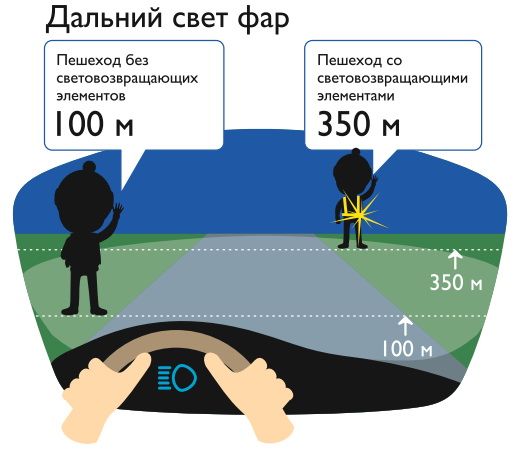 Дальний свет фар
Пешеход без
световозвращающих
элементов
100 м
Пешеход со
световозвращающими
элементами
350 м
350 м
100 м